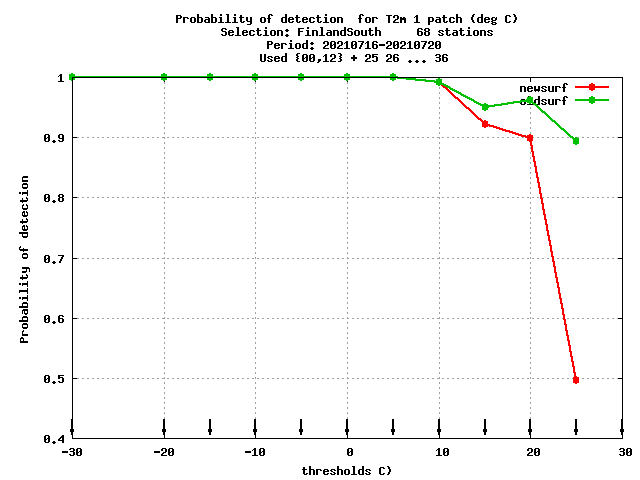 Probability of detection  for T2m 1 patch (deg C)
Selection: FinlandSouth     68 stations
Period: 20210716-20210720
Used {00,12} + 25 26 ... 36
newsurf
oldsurf
1
0.9
0.8
0.7
0.6
0.5
0.4
Probability of detection
-30 -20 -10 0 10 20 30
thresholds C)